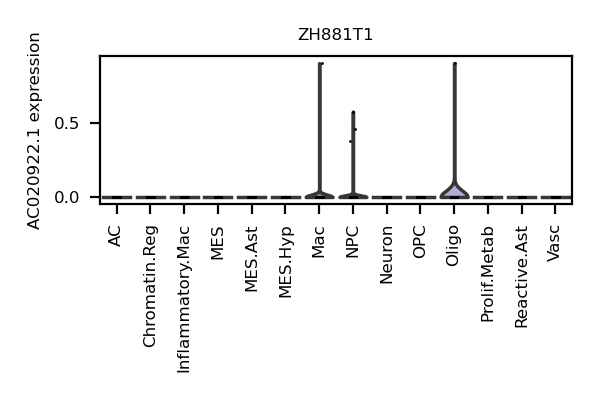 ZH881T1
AC020922.1 expression
0.5
0.0
AC
Chromatin.Reg
Inflammatory.Mac
MES
MES.Ast
MES.Hyp
Mac
NPC
Neuron
OPC
Oligo
Prolif.Metab
Reactive.Ast
Vasc